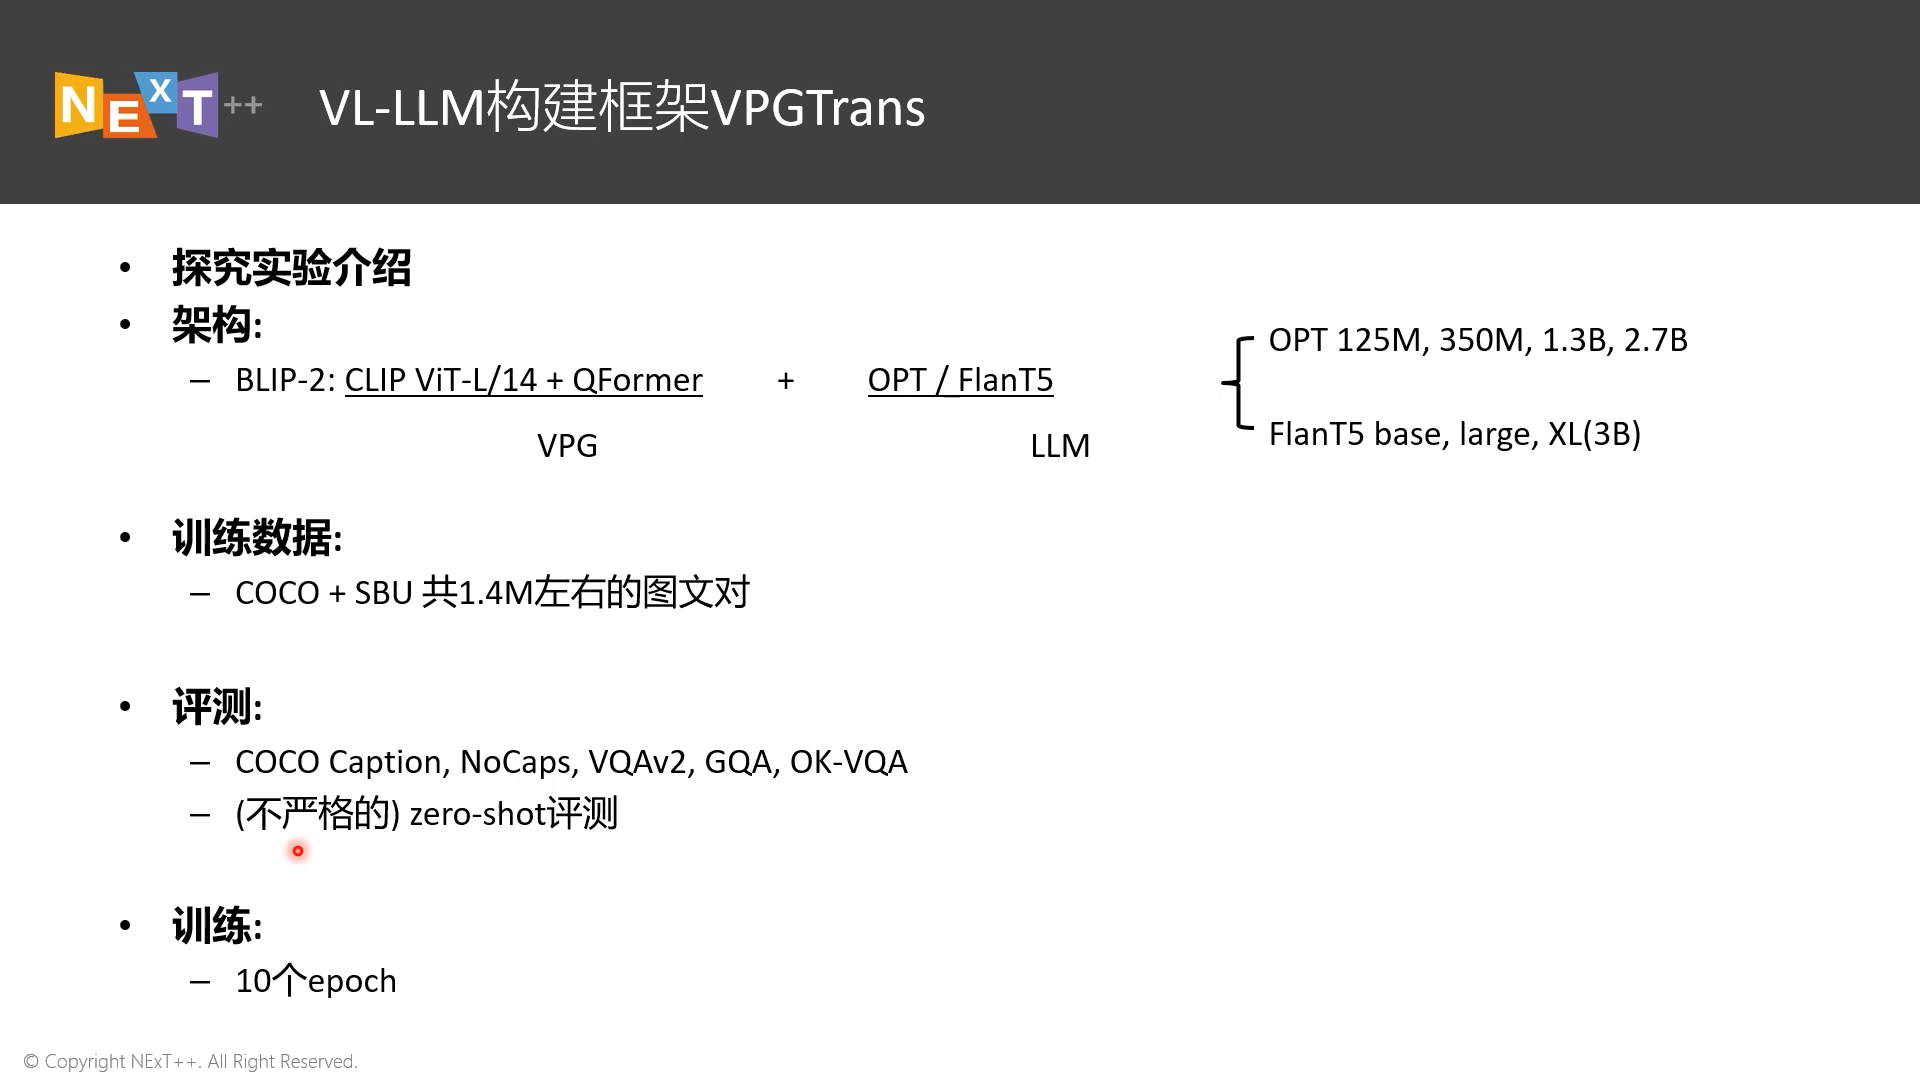 NExT++
VL-LLM构建框架VPGTrans
• 探究实验介绍
• 架构:
– BLIP-2: CLIP ViT-L/14 + QFormer + OPT / FlanT5
VPG LLM
OPT 125M, 350M, 1.3B, 2.7B
FlanT5 base, large, XL(3B)
• 训练数据:
– COCO + SBU 共1.4M左右的图文对
• 评测:
– COCO Caption, NoCaps, VQAv2, GQA, OK-VQA
– (不严格的) zero-shot评测
• 训练:
– 10个epoch
© Copyright NExT++. All Right Reserved.